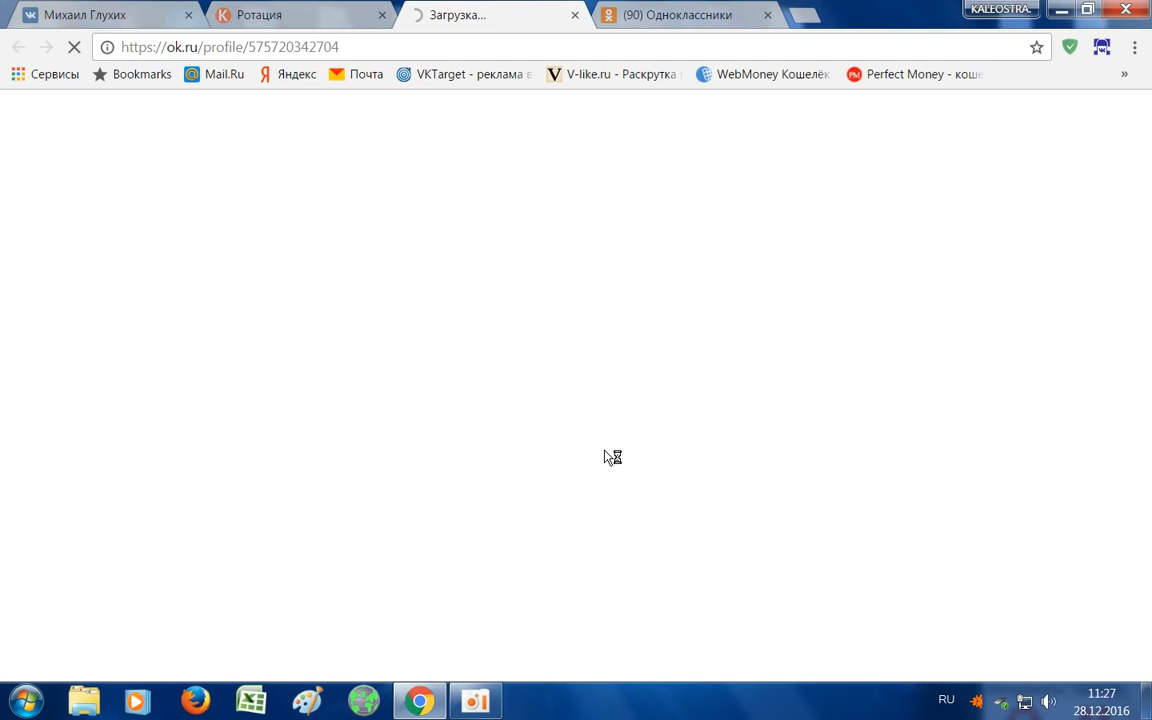 Михаил Глухих
Ротация
Загрузка...
(90) Одноклассники
KALEOSTRA.
https://ok.ru/profile/575720342704
Сервисы
Bookmarks
Mail.Ru
Яндекс
Почта
VKTarget - реклама в
V-like.ru - Раскрутка
WebMoney Кошелёк
Perfect Money - коше
»
RU
11:27
28.12.2016